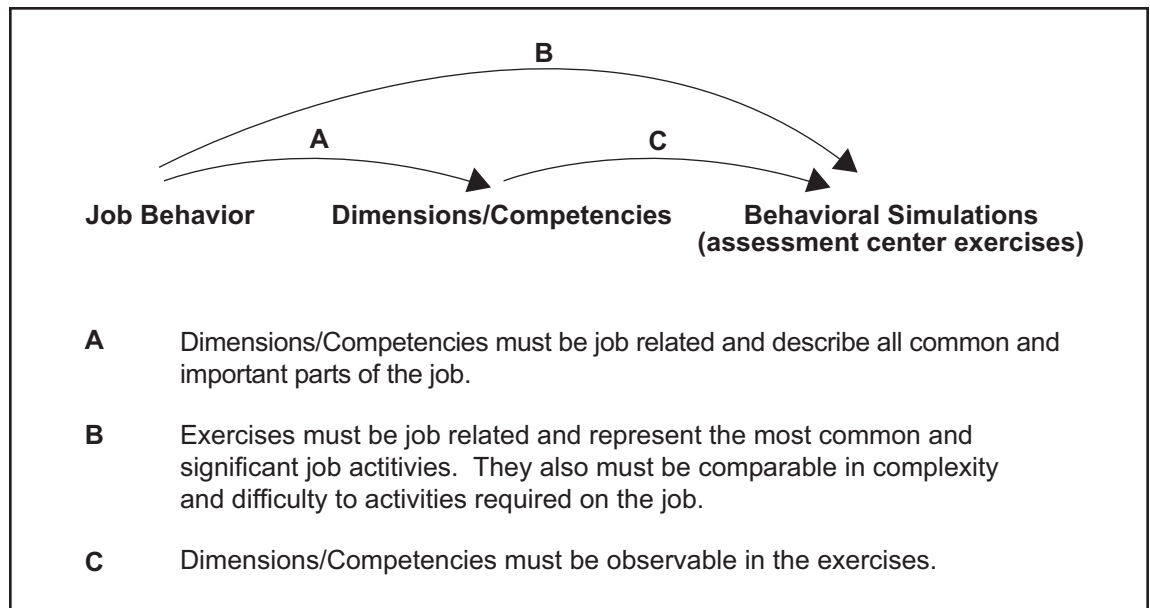 B
A
C
Job Behavior
Dimensions/Competencies
Behavioral Simulations
(assessment center exercises)
A Dimensions/Competencies must be job related and describe all common and
important parts of the job.
B Exercises must be job related and represent the most common and
significant job actitivies. They also must be comparable in complexity
and difficulty to activities required on the job.
C Dimensions/Competencies must be observable in the exercises.